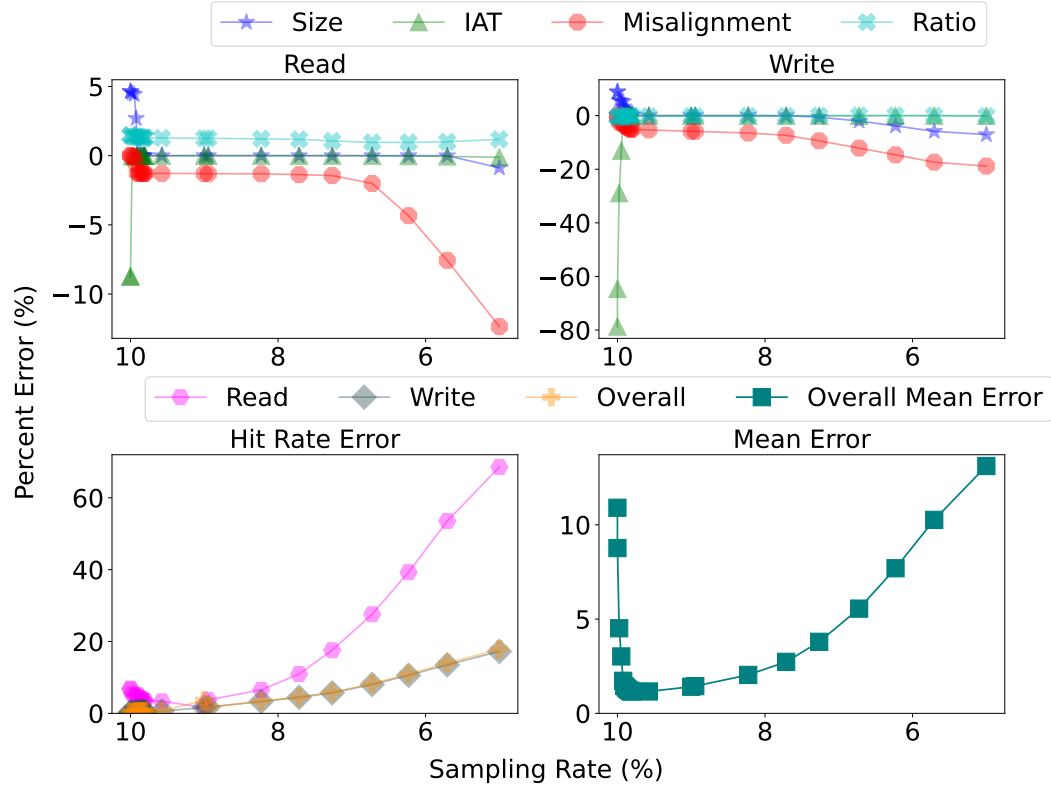 Size IAT Misalignment Ratio
Read Write
5
0
−5
−10
10 8 6
0
−20
−40
−60
−80
10 8 6
Percent Error (%)
Read Write Overall Overall Mean Error
Hit Rate Error Mean Error
60
40
20
0
10 8 6
10
5
0
10 8 6
Sampling Rate (%)